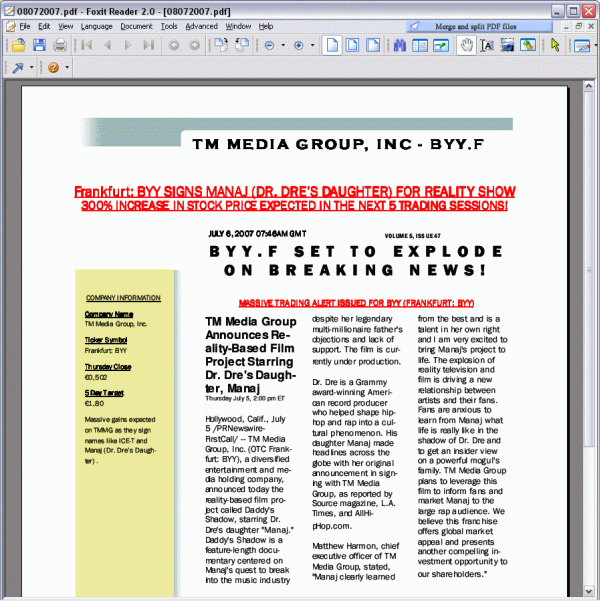 08072007.pdf - Foxit Reader 2.0 - [08072007.pdf]
File Edit View Language Document Tools Advanced Window Help
Merge and split PDF files
TM MEDIA GROUP, INC - BYY.F
Frankfurt: BYY SIGNS MANAJ (DR. DRE'S DAUGHTER) FOR REALITY SHOW
300% INCREASE IN STOCK PRICE EXPECTED IN THE NEXT 5 TRADING SESSIONS!
JULY 6, 2007 07:46AM GMT
VOLUME 5, ISSUE 47
BYY.F SET TO EXPLODE
ON BREAKING NEWS!
MASSIVE TRADING ALERT ISSUED FOR BYY (FRANKFURT: BYY)
COMPANY INFORMATION
Company Name
TM Media Group, Inc.
Ticker Symbol
Frankfurt: BYY
Thursday Close
€0,502
5 Day Target
€1,80
Massive gains expected
on TMMG as they sign
names like ICE-T and
Manaj (Dr. Dre's Daugh-
ter) .
TM Media Group
Announces Re-
ality-Based Film
Project Starring
Dr. Dre's Daugh-
ter, Manaj
Thursday July 5, 2:00 pm ET
Hollywood, Calif., July
5 /PRNewswire-
FirstCall/ -- TM Media
Group, Inc. (OTC Frank-
furt: BYY), a diversified
entertainment and me-
dia holding company,
announced today the
reality-based film pro-
ject called Daddy's
Shadow, starring Dr.
Dre's daughter "Manaj."
Daddy's Shadow is a
feature-length docu-
mentary centered on
Manaj's quest to break
into the music industry
despite her legendary
multi-millionaire father's
objections and lack of
support. The film is cur-
rently under production.
Dr. Dre is a Grammy
award-winning Ameri-
can record producer
who helped shape hip-
hop and rap into a cul-
tural phenomenon. His
daughter Manaj made
headlines across the
globe with her original
announcement in sign-
ing with TM Media
Group, as reported by
Source magazine, L.A.
Times, and AllHi-
pHop.com.
Matthew Harmon, chief
executive officer of TM
Media Group, stated,
"Manaj clearly learned
from the best and is a
talent in her own right
and I am very excited to
bring Manaj's project to
life. The explosion of
reality television and
film is driving a new
relationship between
artists and their fans.
Fans are anxious to
learn from Manaj what
life is really like in the
shadow of Dr. Dre and
to get an insider view
on a powerful mogul's
family. TM Media Group
plans to leverage this
film to inform fans and
market Manaj to the
large rap audience. We
believe this franchise
offers global market
appeal and presents
another compelling in-
vestment opportunity to
our shareholders."